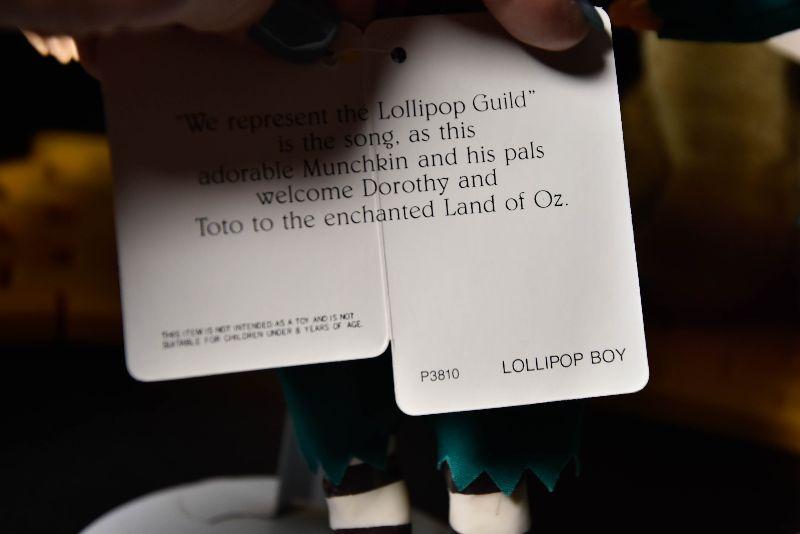 "We represent the Lollipop Guild"
is the song, as this
adorable Munchkin and his pals
welcome Dorothy and
Toto to the enchanted Land of Oz.
THIS ITEM IS NOT INTENDED AS A TOY AND IS NOT
SUITABLE FOR CHILDREN UNDER 8 YEARS OF AGE.
P3810 LOLLIPOP BOY